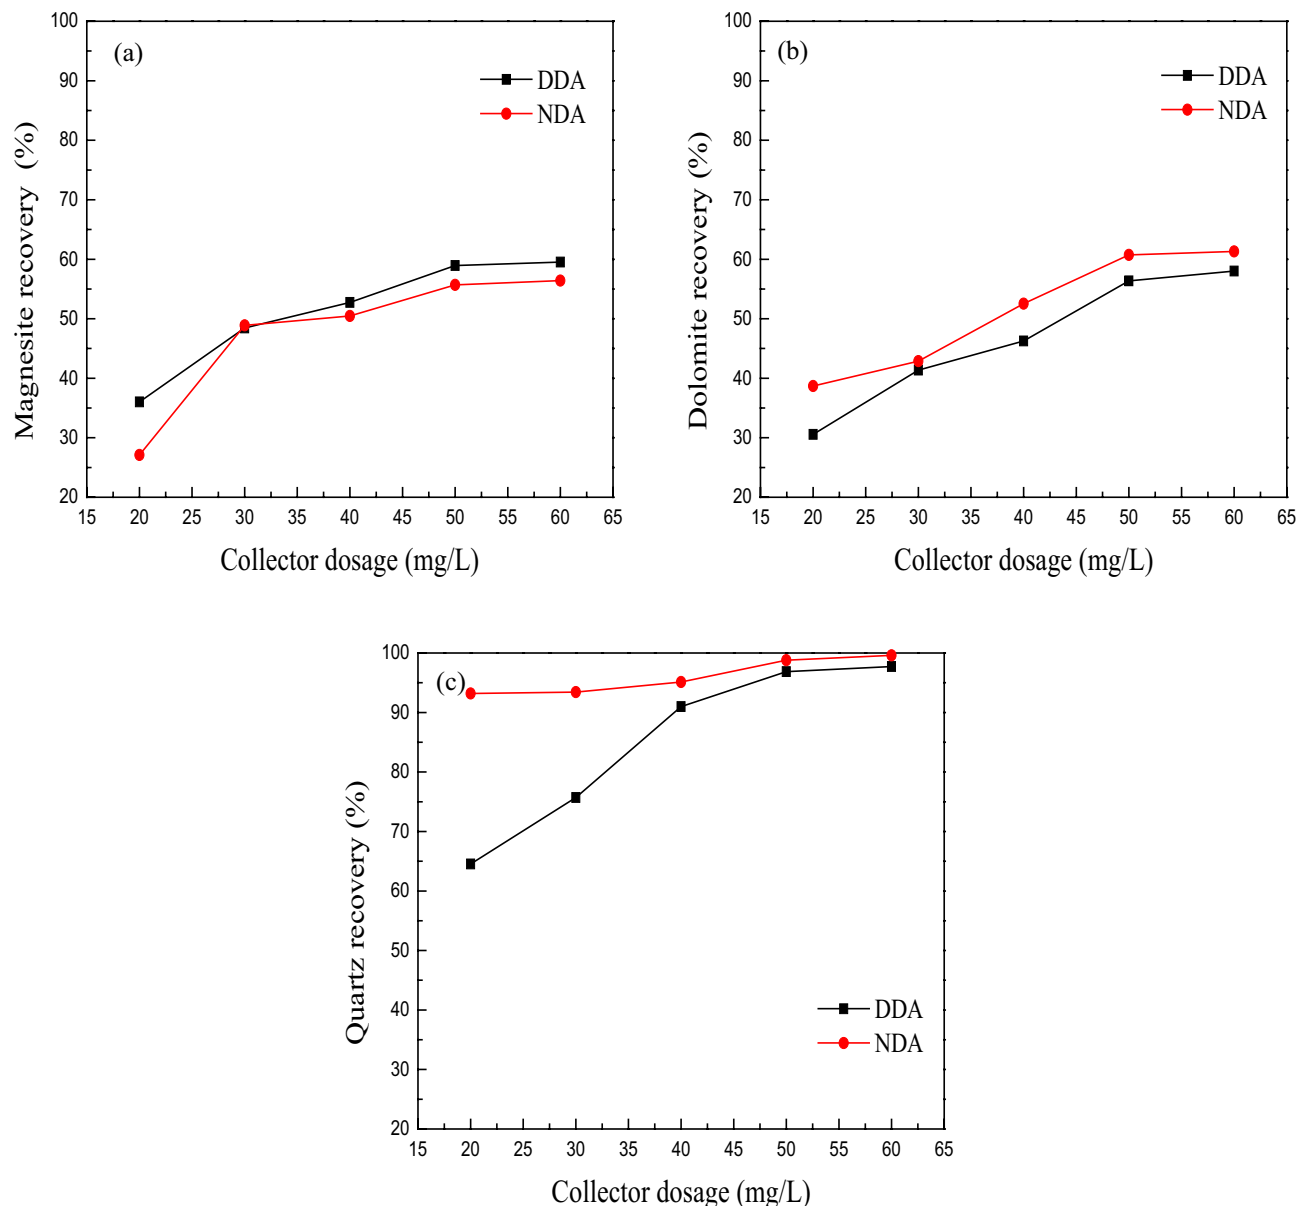 (a)
DDA
NDA
Magnesite recovery (%)
100
90
80
70
60
50
40
30
20
15 20 25 30 35 40 45 50 55 60 65
Collector dosage (mg/L)
(b)
DDA
NDA
Dolomite recovery (%)
100
90
80
70
60
50
40
30
20
15 20 25 30 35 40 45 50 55 60 65
Collector dosage (mg/L)
(c)
DDA
NDA
Quartz recovery (%)
100
90
80
70
60
50
40
30
20
15 20 25 30 35 40 45 50 55 60 65
Collector dosage (mg/L)